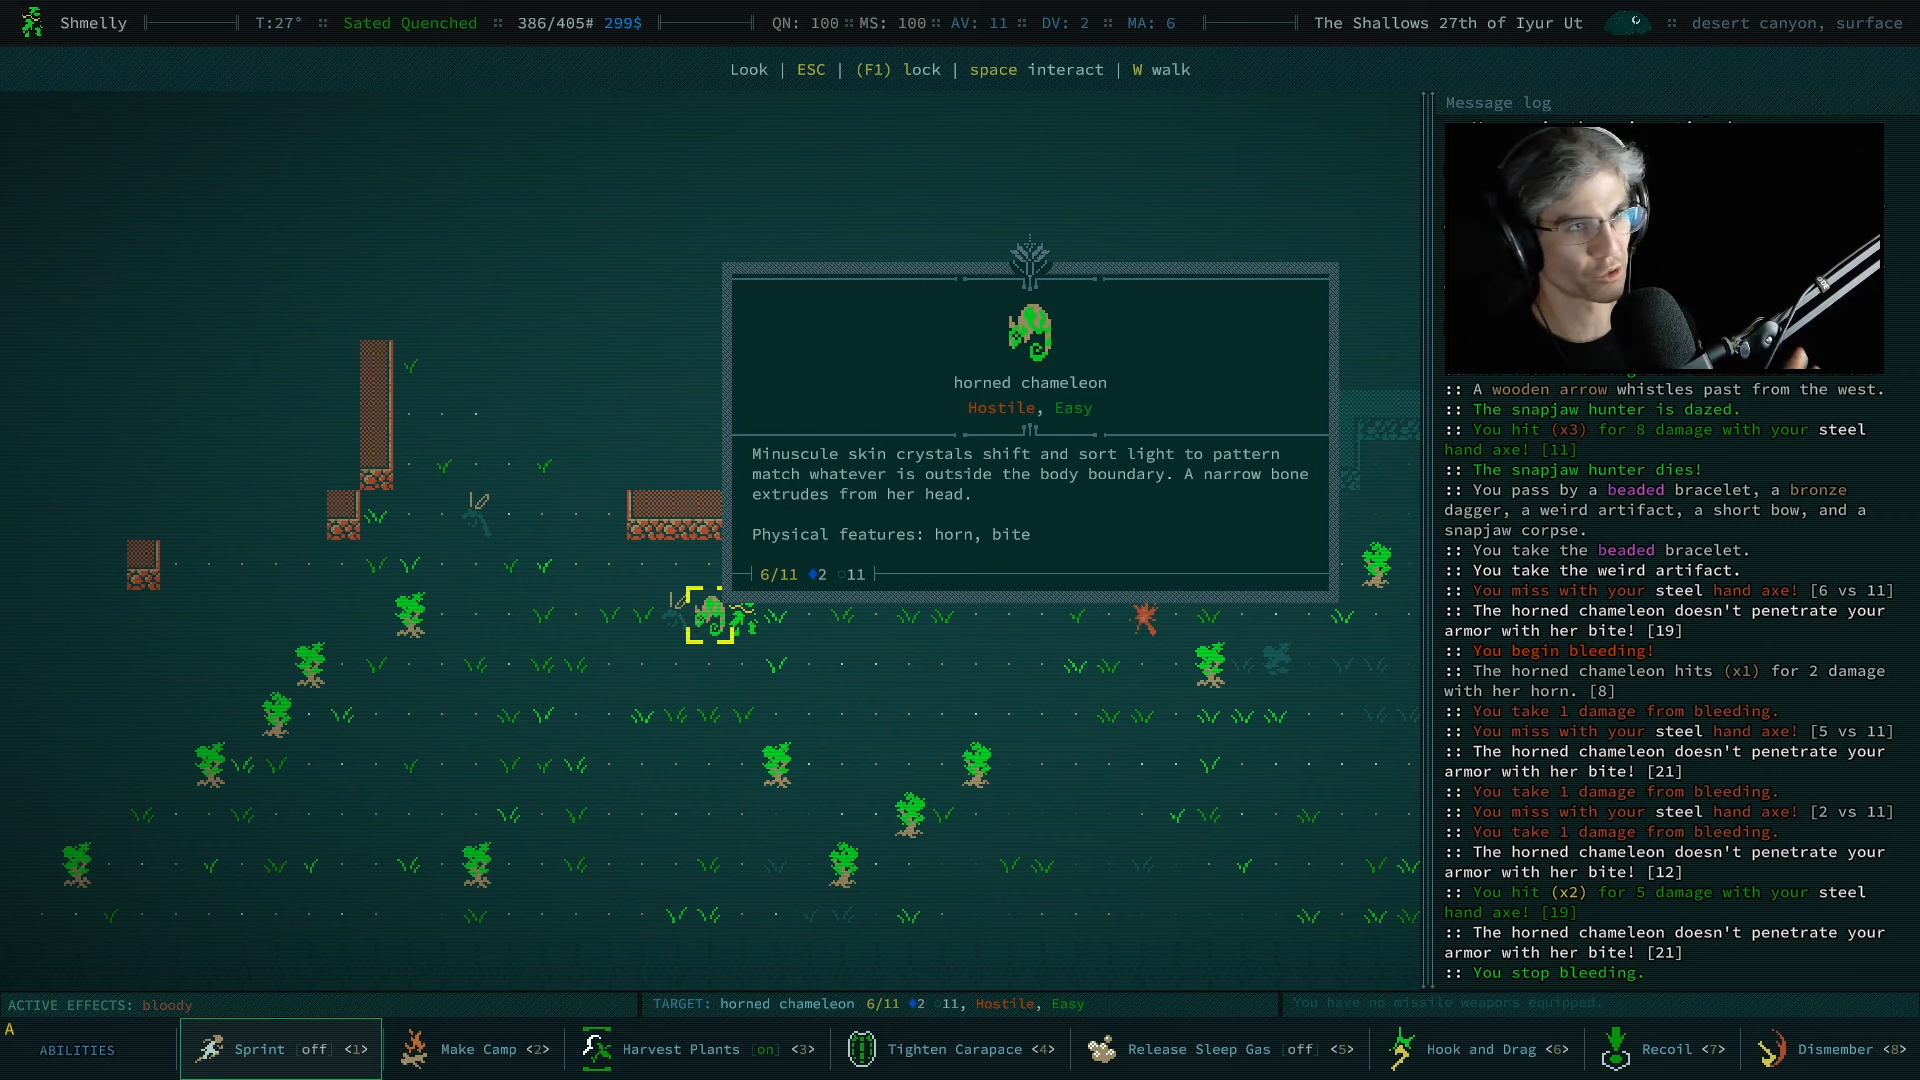 Shmelly T:27° :: Sated Quenched :: 386/405# 299$ QN: 100 :: MS: 100 :: AV: 11 :: DV: 2 :: MA: 6 The Shallows 27th of Iyur Ut :: desert canyon, surface
Look | ESC | (F1) lock | space interact | W walk
Message log
horned chameleon
Hostile, Easy
Minuscule skin crystals shift and sort light to pattern
match whatever is outside the body boundary. A narrow bone
extrudes from her head.
Physical features: horn, bite
6/11 ♦2 ○11
:: A wooden arrow whistles past from the west.
:: The snapjaw hunter is dazed.
:: You hit (x3) for 8 damage with your steel
hand axe! [11]
:: The snapjaw hunter dies!
:: You pass by a beaded bracelet, a bronze
dagger, a weird artifact, a short bow, and a
snapjaw corpse.
:: You take the beaded bracelet.
:: You take the weird artifact.
:: You miss with your steel hand axe! [6 vs 11]
:: The horned chameleon doesn't penetrate your
armor with her bite! [19]
:: You begin bleeding!
:: The horned chameleon hits (x1) for 2 damage
with her horn. [8]
:: You take 1 damage from bleeding.
:: You miss with your steel hand axe! [5 vs 11]
:: The horned chameleon doesn't penetrate your
armor with her bite! [21]
:: You take 1 damage from bleeding.
:: You miss with your steel hand axe! [2 vs 11]
:: You take 1 damage from bleeding.
:: The horned chameleon doesn't penetrate your
armor with her bite! [12]
:: You hit (x2) for 5 damage with your steel
hand axe! [19]
:: The horned chameleon doesn't penetrate your
armor with her bite! [21]
:: You stop bleeding.
ACTIVE EFFECTS: bloody
TARGET: horned chameleon 6/11 ♦2 ○11, Hostile, Easy
You have no missile weapons equipped.
A
ABILITIES
Sprint [off] <1>
Make Camp <2>
Harvest Plants [on] <3>
Tighten Carapace <4>
Release Sleep Gas [off] <5>
Hook and Drag <6>
Recoil <7>
Dismember <8>